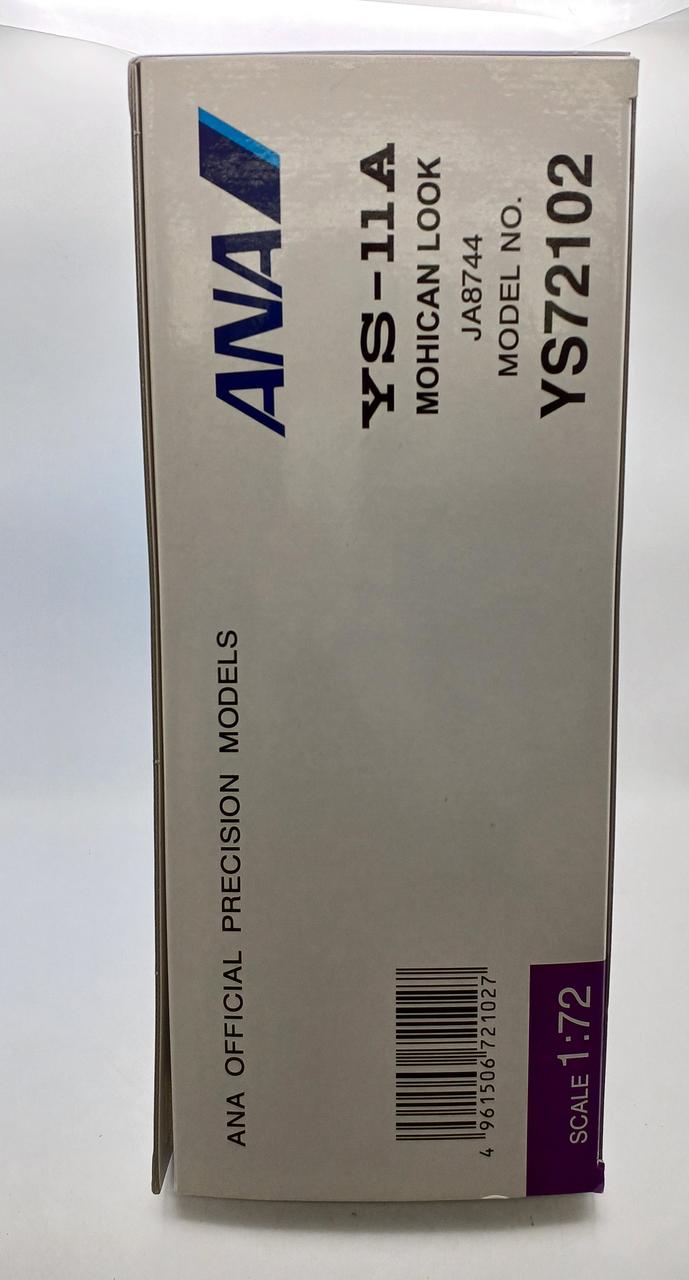 ANA OFFICIAL PRECISION MODELS
ANA
YS-11A
MOHICAN LOOK
JA8744
MODEL NO.
YS72102
4 961506 721027
SCALE 1:72